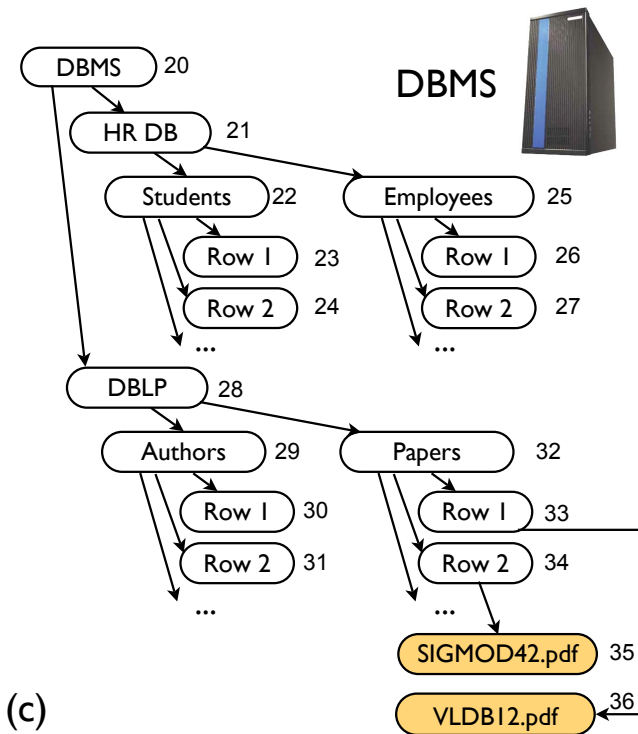 DBMS 20
DBMS
HR DB 21
Students 22
Employees 25
Row 1 23
Row 1 26
Row 2 24
Row 2 27
...
...
DBLP 28
Authors 29
Papers 32
Row 1 30
Row 1 33
Row 2 31
Row 2 34
...
...
SIGMOD42.pdf 35
(c)
VLDB12.pdf 36